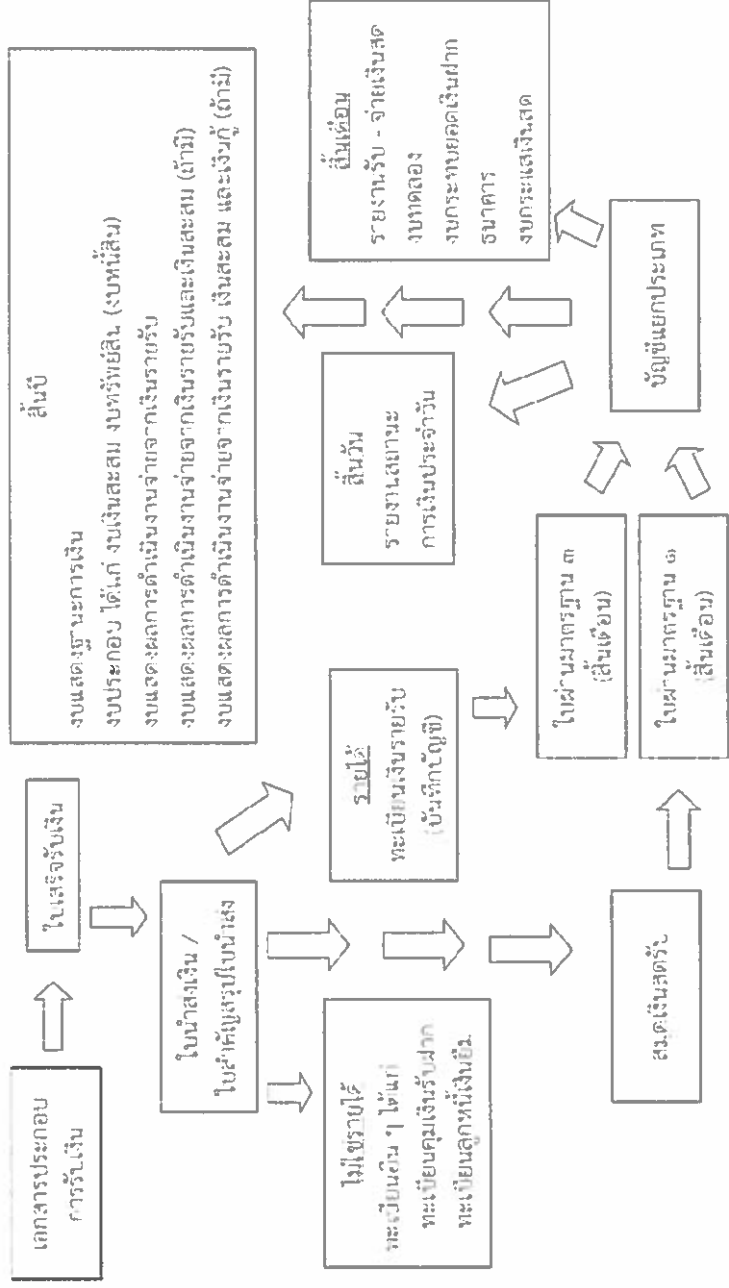 เอกสารประกอบ
การรับเงิน
ใบเสร็จรับเงิน
ใบนำส่งเงิน /
ใบสำคัญสรุปใบนำส่ง
ไม่ใช่รายได้
ทะเบียนอื่น ๆ ได้แก่
ทะเบียนคุมเงินรับฝาก
ทะเบียนลูกหนี้เงินยืม
รายได้
ทะเบียนเงินรายรับ
(บันทึกบัญชี)
สมุดเงินสดรับ
ใบผ่านมาตรฐาน ๓
(สิ้นเดือน)
ใบผ่านมาตรฐาน ๑
(สิ้นเดือน)
บัญชีแยกประเภท
สิ้นวัน
รายงานสถานะ
การเงินประจำวัน
สิ้นเดือน
รายงานรับ - จ่ายเงินสด
งบทดลอง
งบกระทบยอดเงินฝาก
ธนาคาร
งบกระแสเงินสด
สิ้นปี
งบแสดงฐานะการเงิน
งบประกอบ ได้แก่ งบเงินสะสม งบทรัพย์สิน (งบหนี้สิน)
งบแสดงผลการดำเนินงานจ่ายจากเงินรายรับ
งบแสดงผลการดำเนินงานจ่ายจากเงินรายรับและเงินสะสม (ถ้ามี)
งบแสดงผลการดำเนินงานจ่ายจากเงินรายรับ เงินสะสม และเงินกู้ (ถ้ามี)